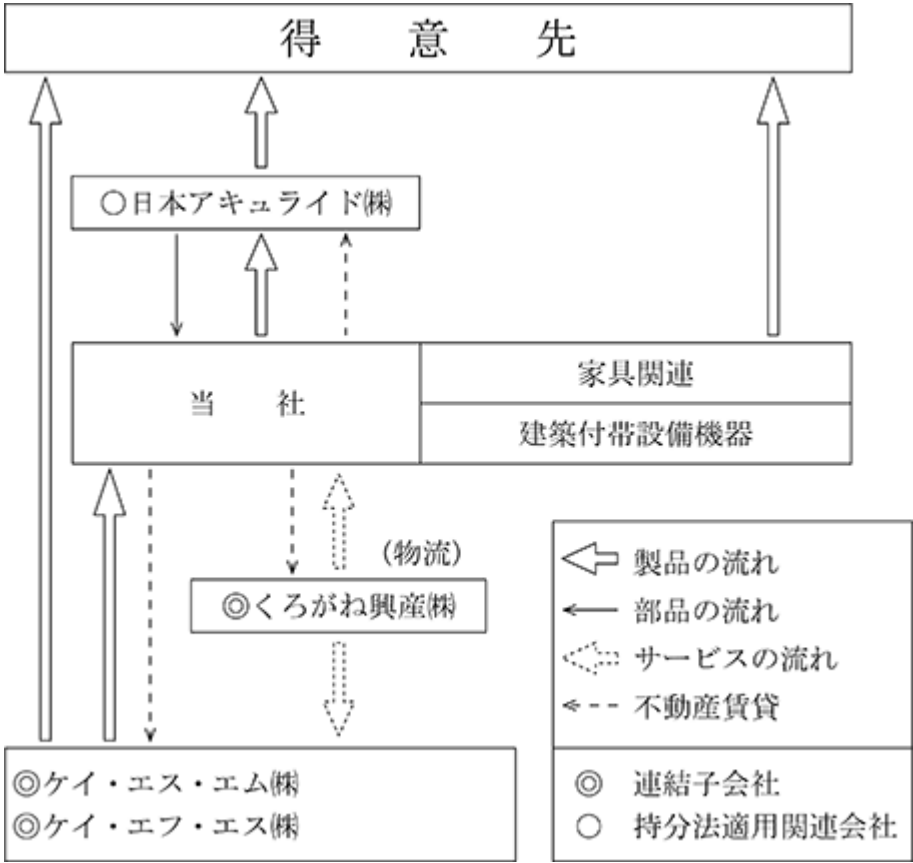 得意先
○日本アキュライド㈱
当社
家具関連
建築付帯設備機器
(物流)
◎くろがね興産㈱
◎ケイ・エス・エム㈱
◎ケイ・エフ・エス㈱
製品の流れ
部品の流れ
サービスの流れ
不動産賃貸
◎ 連結子会社
○ 持分法適用関連会社